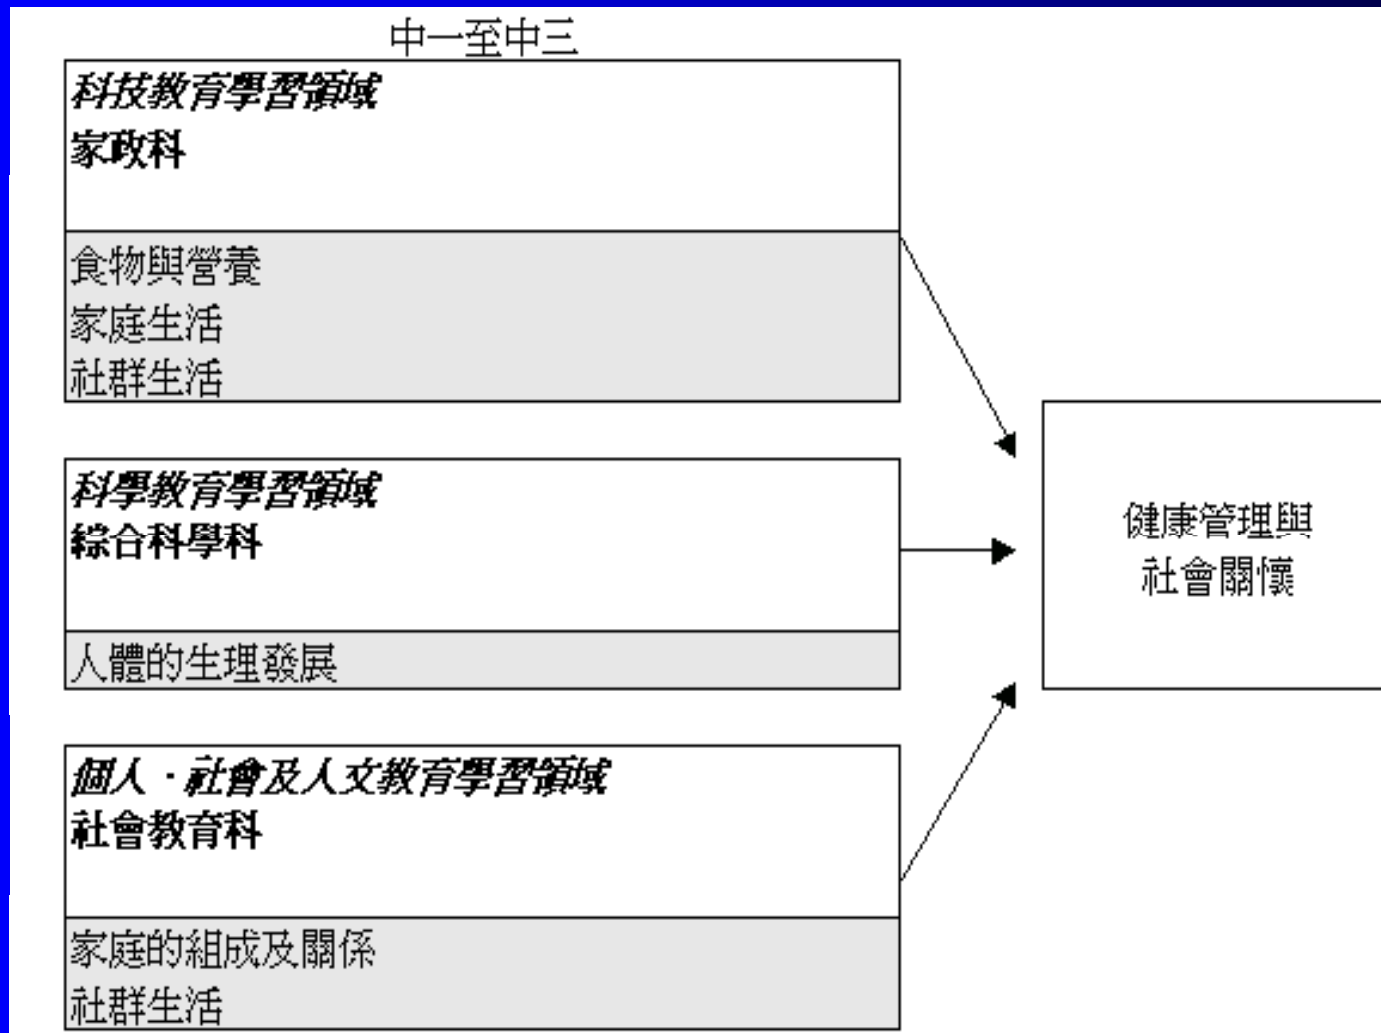 中一至中三
科技教育學習領域
家政科
食物與營養
家庭生活
社群生活
科學教育學習領域
綜合科學科
人體的生理發展
個人．社會及人文教育學習領域
社會教育科
家庭的組成及關係
社群生活
健康管理與
社會關懷